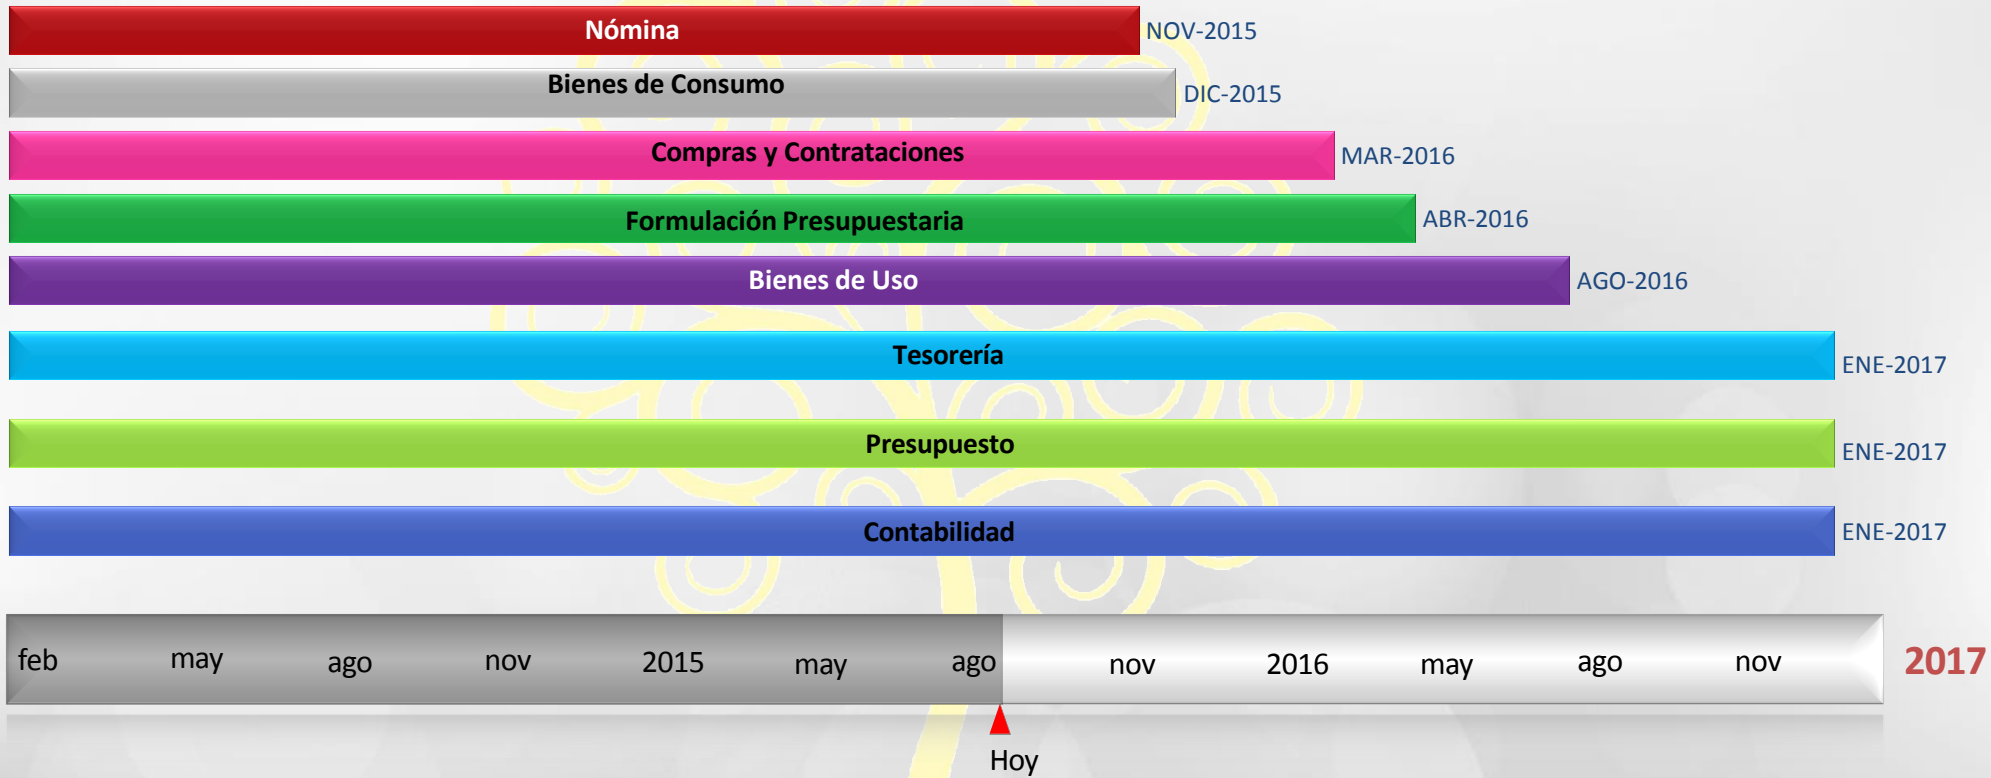 Nómina
NOV-2015
Bienes de Consumo
DIC-2015
Compras y Contrataciones
MAR-2016
Formulación Presupuestaria
ABR-2016
Bienes de Uso
AGO-2016
Tesorería
ENE-2017
Presupuesto
ENE-2017
Contabilidad
ENE-2017
feb may ago nov 2015 may ago nov 2016 may ago nov 2017
Hoy